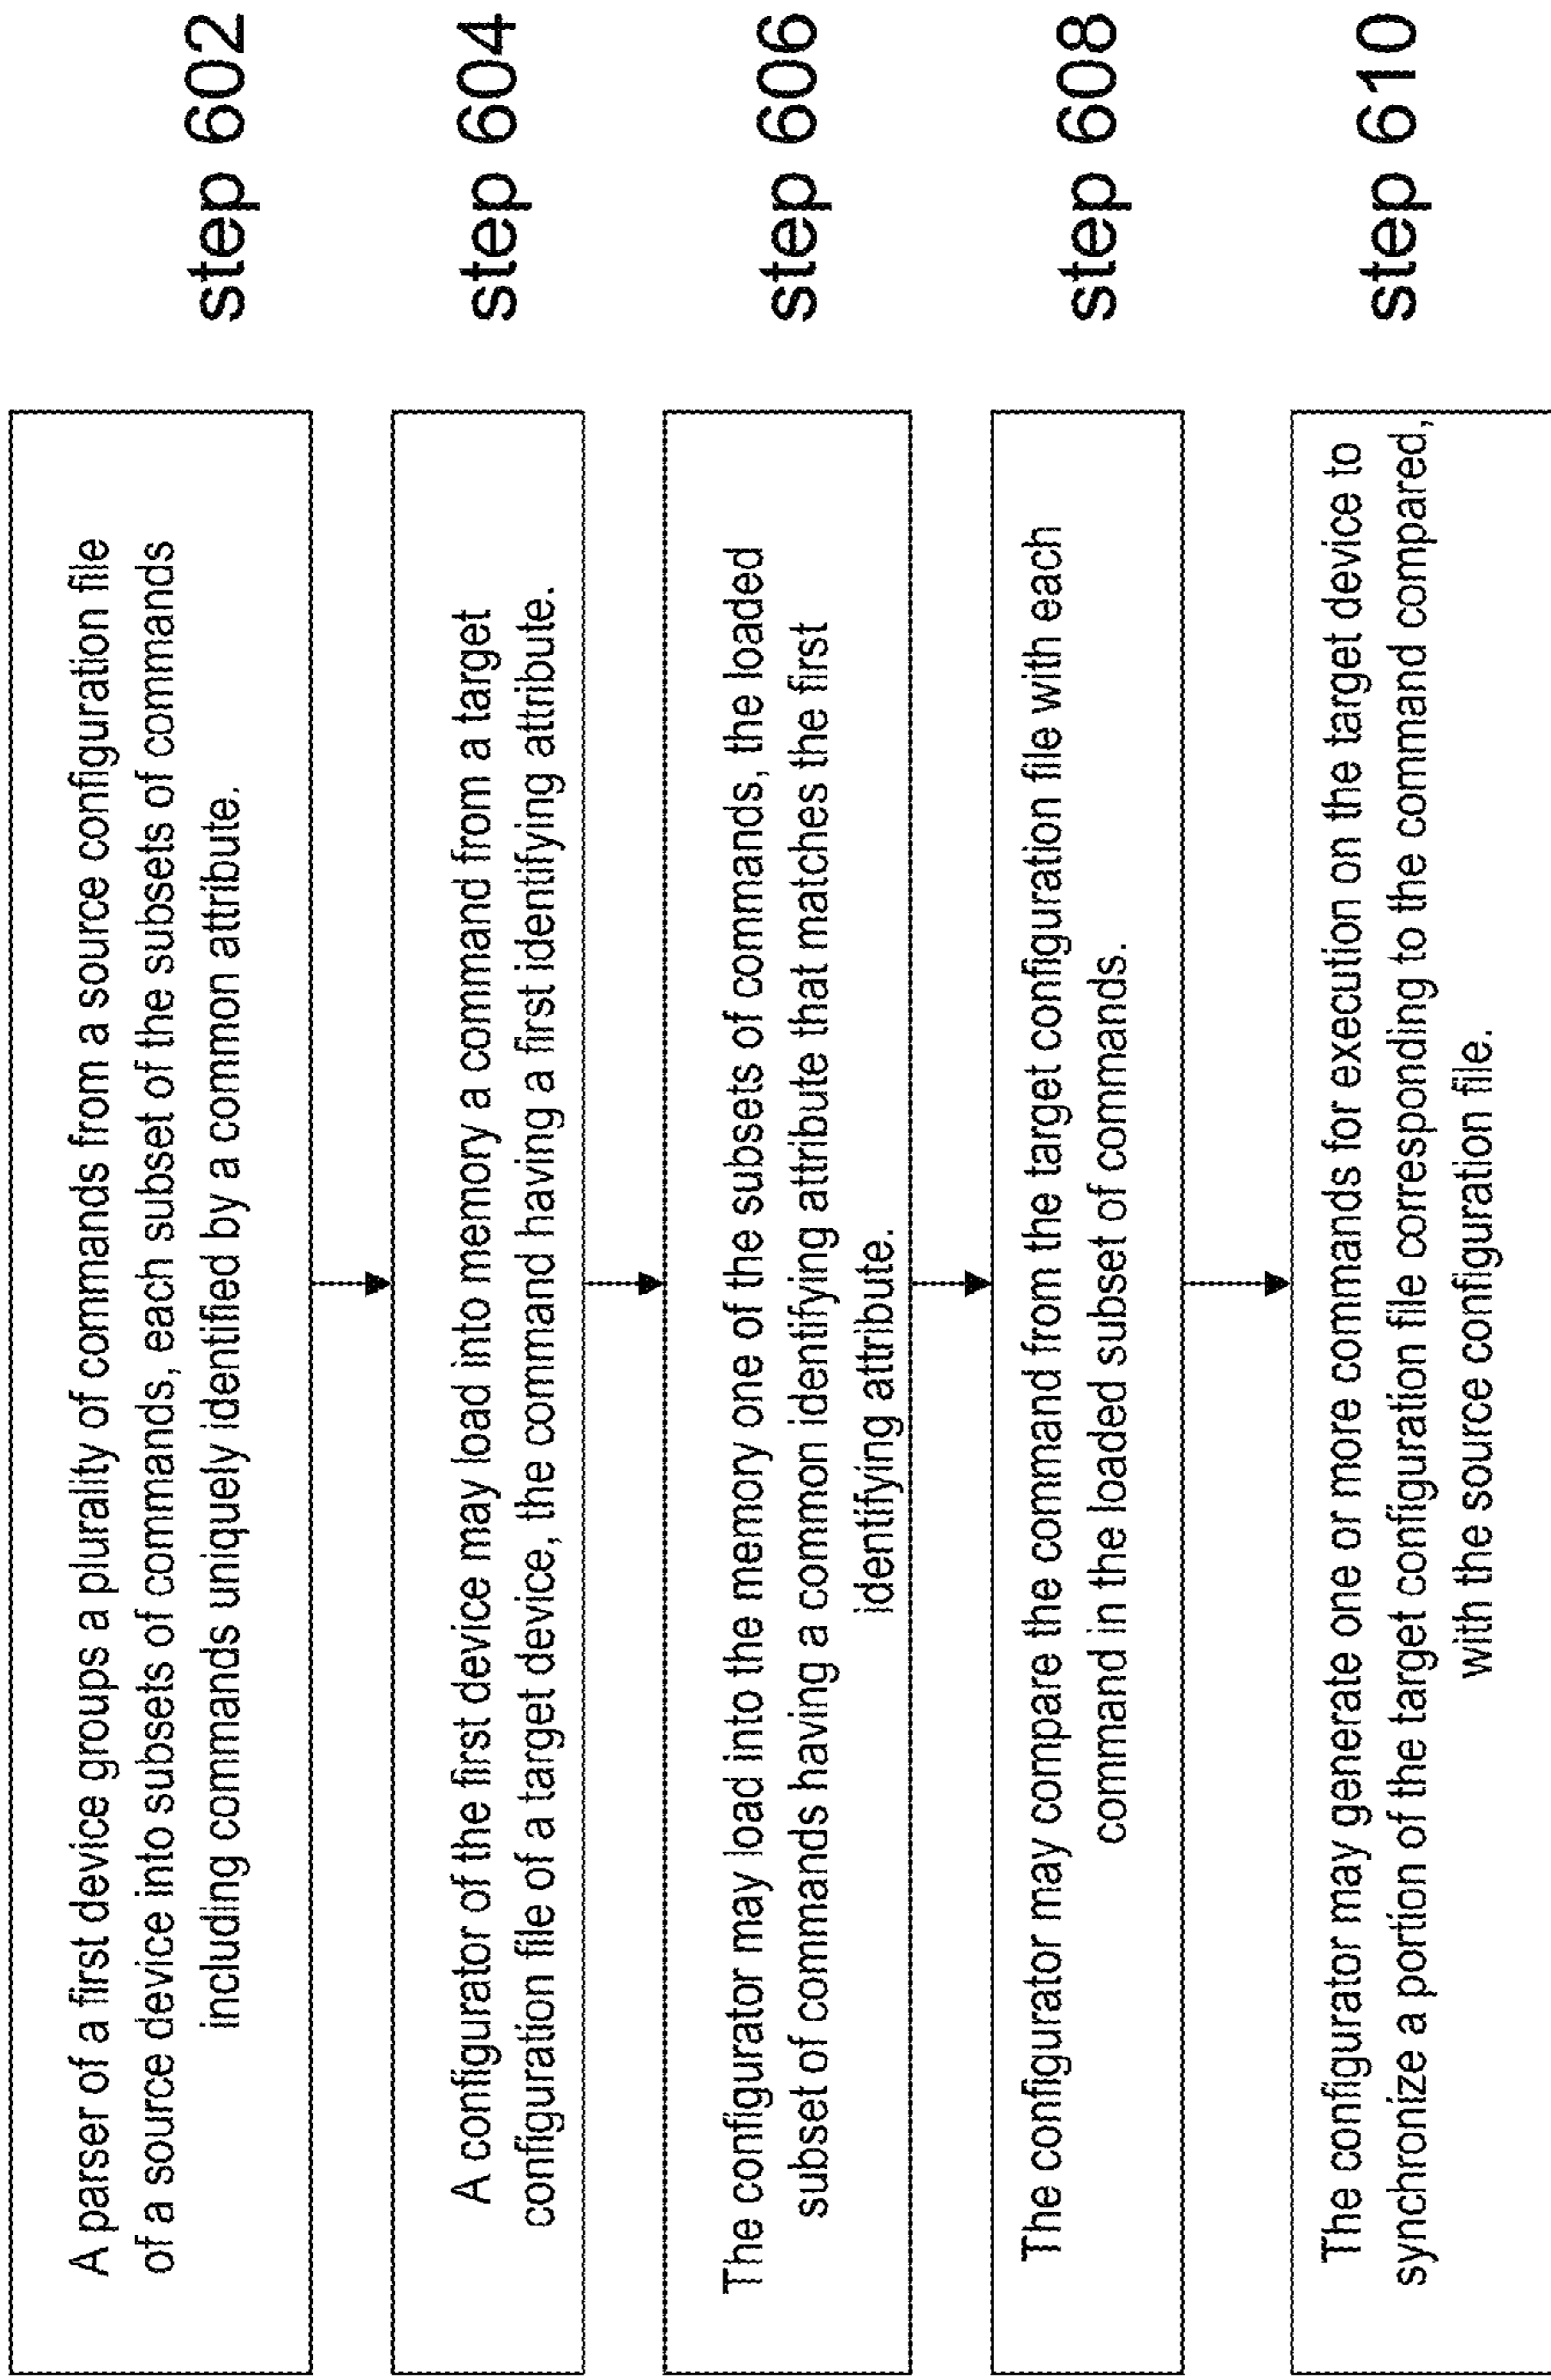 A parser of a first device groups a plurality of commands from a source configuration file
of a source device into subsets of commands, each subset of the subsets of commands
including commands uniquely identified by a common attribute.
step 602
A configurator of the first device may load into memory a command from a target
configuration file of a target device, the command having a first identifying attribute.
step 604
The configurator may load into the memory one of the subsets of commands, the loaded
subset of commands having a common identifying attribute that matches the first
identifying attribute.
step 606
The configurator may compare the command from the target configuration file with each
command in the loaded subset of commands.
step 608
The configurator may generate one or more commands for execution on the target device to
synchronize a portion of the target configuration file corresponding to the command compared,
with the source configuration file.
step 610